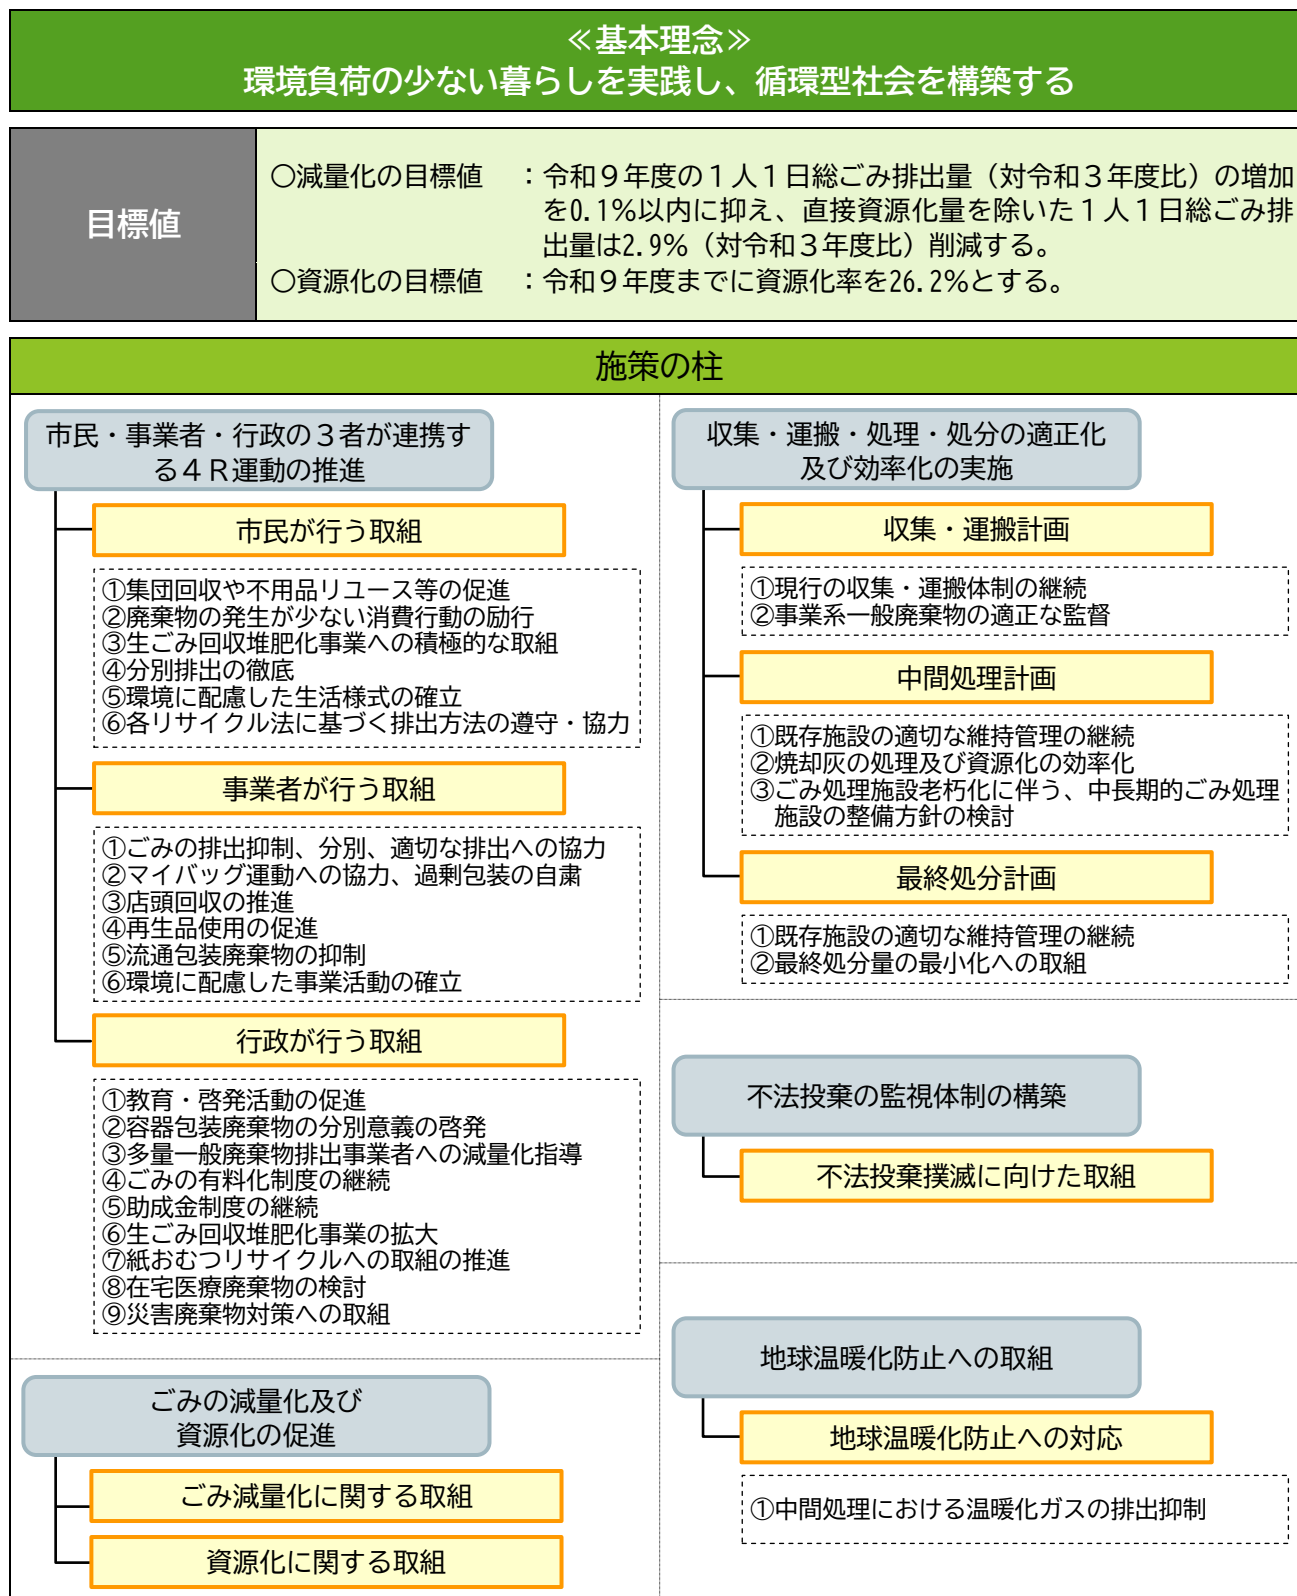 ≪基本理念≫
環境負荷の少ない暮らしを実践し、循環型社会を構築する
目標値
○減量化の目標値　：令和９年度の１人１日総ごみ排出量（対令和３年度比）の増加
を0.1％以内に抑え、直接資源化量を除いた１人１日総ごみ排
出量は2.9％（対令和３年度比）削減する。
○資源化の目標値　：令和９年度までに資源化率を26.2％とする。
施策の柱
市民・事業者・行政の３者が連携す
る４Ｒ運動の推進
市民が行う取組
①集団回収や不用品リユース等の促進
②廃棄物の発生が少ない消費行動の励行
③生ごみ回収堆肥化事業への積極的な取組
④分別排出の徹底
⑤環境に配慮した生活様式の確立
⑥各リサイクル法に基づく排出方法の遵守・協力
事業者が行う取組
①ごみの排出抑制、分別、適切な排出への協力
②マイバッグ運動への協力、過剰包装の自粛
③店頭回収の推進
④再生品使用の促進
⑤流通包装廃棄物の抑制
⑥環境に配慮した事業活動の確立
行政が行う取組
①教育・啓発活動の促進
②容器包装廃棄物の分別意義の啓発
③多量一般廃棄物排出事業者への減量化指導
④ごみの有料化制度の継続
⑤助成金制度の継続
⑥生ごみ回収堆肥化事業の拡大
⑦紙おむつリサイクルへの取組の推進
⑧在宅医療廃棄物の検討
⑨災害廃棄物対策への取組
ごみの減量化及び
資源化の促進
ごみ減量化に関する取組
資源化に関する取組
収集・運搬・処理・処分の適正化
及び効率化の実施
収集・運搬計画
①現行の収集・運搬体制の継続
②事業系一般廃棄物の適正な監督
中間処理計画
①既存施設の適切な維持管理の継続
②焼却灰の処理及び資源化の効率化
③ごみ処理施設老朽化に伴う、中長期的ごみ処理
施設の整備方針の検討
最終処分計画
①既存施設の適切な維持管理の継続
②最終処分量の最小化への取組
不法投棄の監視体制の構築
不法投棄撲滅に向けた取組
地球温暖化防止への取組
地球温暖化防止への対応
①中間処理における温暖化ガスの排出抑制